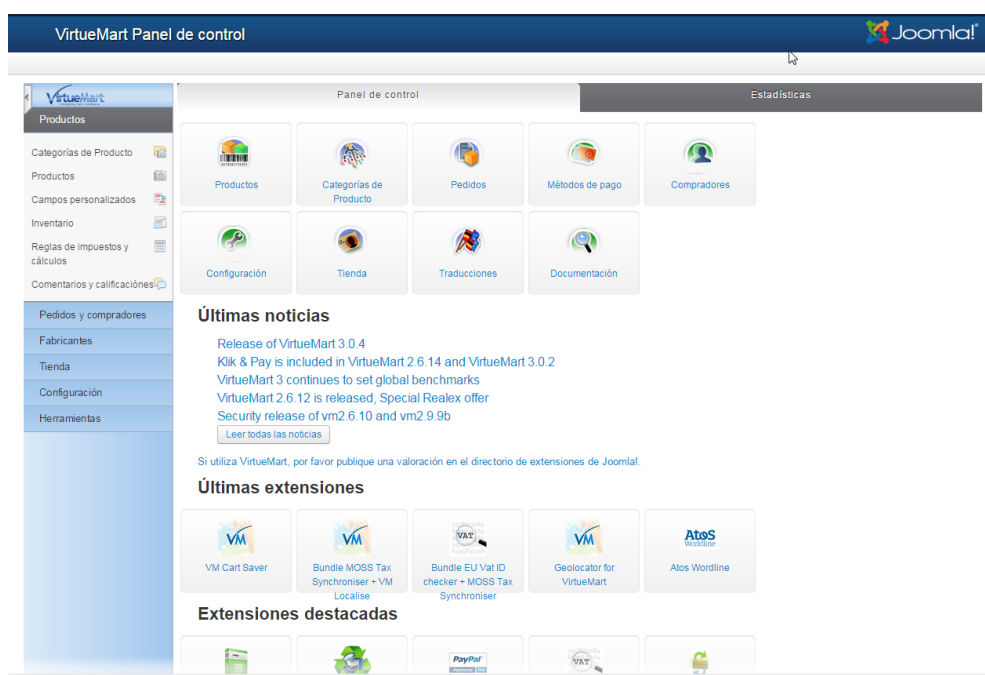 VirtueMart Panel de control
Joomla!
VirtueMart
Panel de control
Estadísticas
Productos
Categorías de Producto
Productos
Campos personalizados
Inventario
Reglas de impuestos y
cálculos
Comentarios y calificaciónes
Pedidos y compradores
Fabricantes
Tienda
Configuración
Herramientas
Productos
Categorías de
Producto
Pedidos
Métodos de pago
Compradores
Configuración
Tienda
Traducciones
Documentación
Últimas noticias
Release of VirtueMart 3.0.4
Klik & Pay is included in VirtueMart 2.6.14 and VirtueMart 3.0.2
VirtueMart 3 continues to set global benchmarks
VirtueMart 2.6.12 is released, Special Realex offer
Security release of vm2.6.10 and vm2.9.9b
Leer todas las noticias
Si utiliza VirtueMart, por favor publique una valoración en el directorio de extensiones de Joomla!.
Últimas extensiones
VM
VM Cart Saver
VM
Bundle MOSS Tax
Synchroniser + VM
Localise
VAT
Bundle EU Vat ID
checker + MOSS Tax
Synchroniser
VM
Geolocator for
VirtueMart
Atos
Worldline
Atos Wordline
Extensiones destacadas
PayPal
VAT